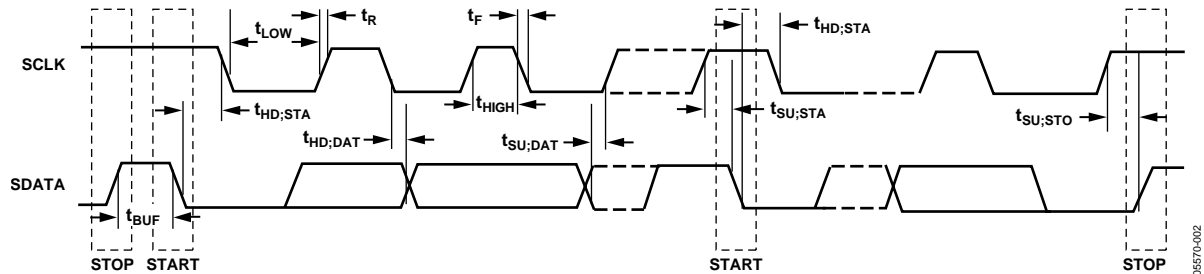 tR
tF
tLOW
tHD;STA
SCLK
tHD;STA
tHIGH
tSU;STA
tSU;STO
tHD;DAT
tSU;DAT
SDATA
tBUF
STOP START START STOP
05570-002